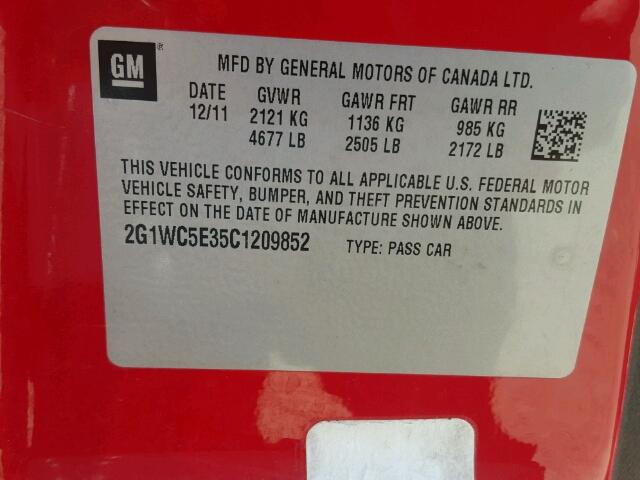 GM ®
MFD BY GENERAL MOTORS OF CANADA LTD.
DATE GVWR GAWR FRT GAWR RR
12/11 2121 KG 1136 KG 985 KG
4677 LB 2505 LB 2172 LB
THIS VEHICLE CONFORMS TO ALL APPLICABLE U.S. FEDERAL MOTOR
VEHICLE SAFETY, BUMPER, AND THEFT PREVENTION STANDARDS IN
EFFECT ON THE DATE OF MANUFACTURE SHOWN ABOVE.
2G1WC5E35C1209852 TYPE: PASS CAR